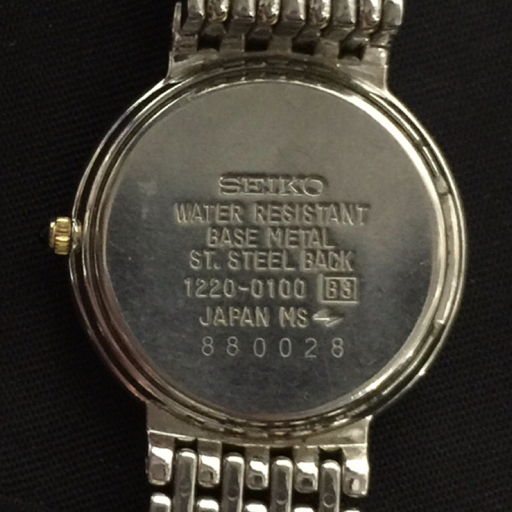 SEIKO
WATER RESISTANT
BASE METAL
ST. STEEL BACK
1220-0100 B3
JAPAN MS
880028